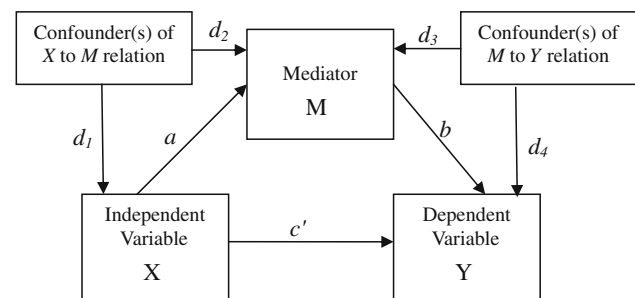 Confounder(s) of
X to M relation
d2
d3
Confounder(s) of
M to Y relation
Mediator
M
d1
a
b
d4
Independent
Variable
X
c'
Dependent
Variable
Y